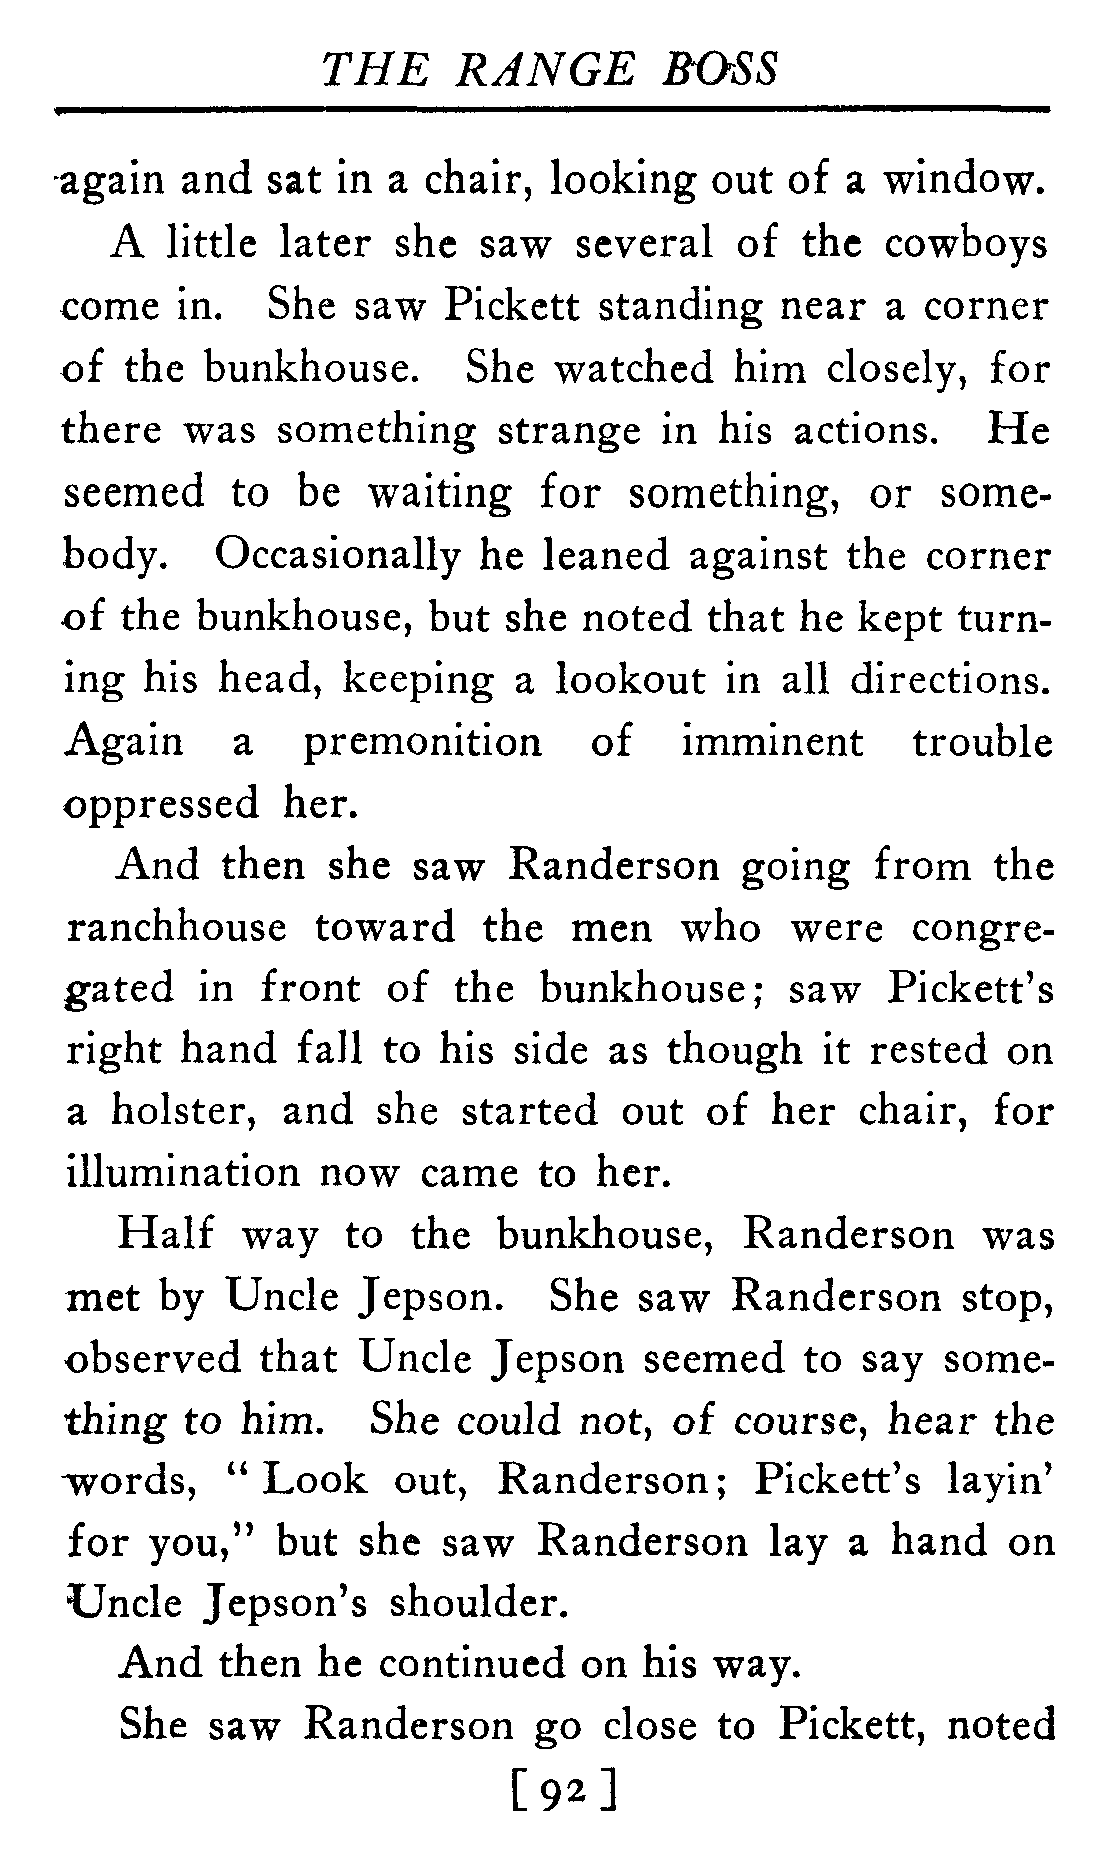 THE RANGE BOSS
again and sat in a chair, looking out of a window.
A little later she saw several of the cowboys
come in. She saw Pickett standing near a corner
of the bunkhouse. She watched him closely, for
there was something strange in his actions. He
seemed to be waiting for something, or some-
body. Occasionally he leaned against the corner
of the bunkhouse, but she noted that he kept turn-
ing his head, keeping a lookout in all directions.
Again a premonition of imminent trouble
oppressed her.
And then she saw Randerson going from the
ranchhouse toward the men who were congre-
gated in front of the bunkhouse; saw Pickett's
right hand fall to his side as though it rested on
a holster, and she started out of her chair, for
illumination now came to her.
Half way to the bunkhouse, Randerson was
met by Uncle Jepson. She saw Randerson stop,
observed that Uncle Jepson seemed to say some-
thing to him. She could not, of course, hear the
words, "Look out, Randerson; Pickett's layin'
for you," but she saw Randerson lay a hand on
Uncle Jepson's shoulder.
And then he continued on his way.
She saw Randerson go close to Pickett, noted
[92]